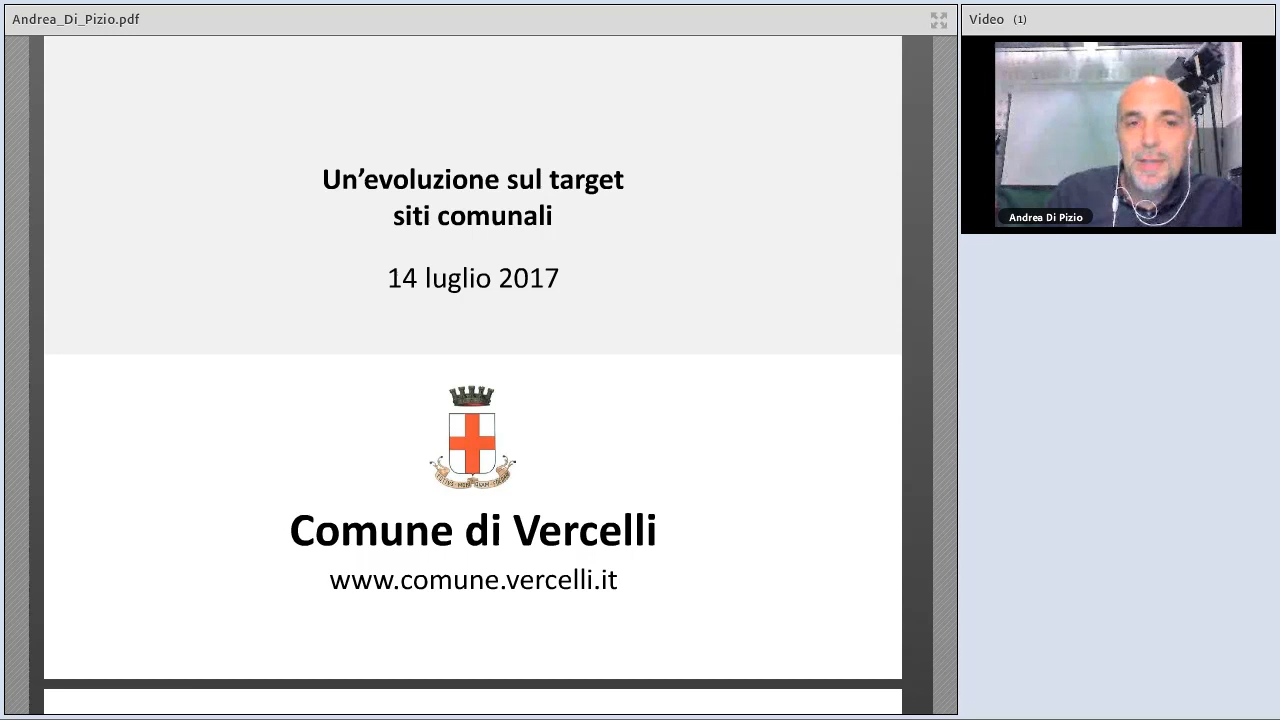 Andrea_Di_Pizio.pdf
Video (1)
Un'evoluzione sul target
siti comunali
14 luglio 2017
Comune di Vercelli
www.comune.vercelli.it
Andrea Di Pizio